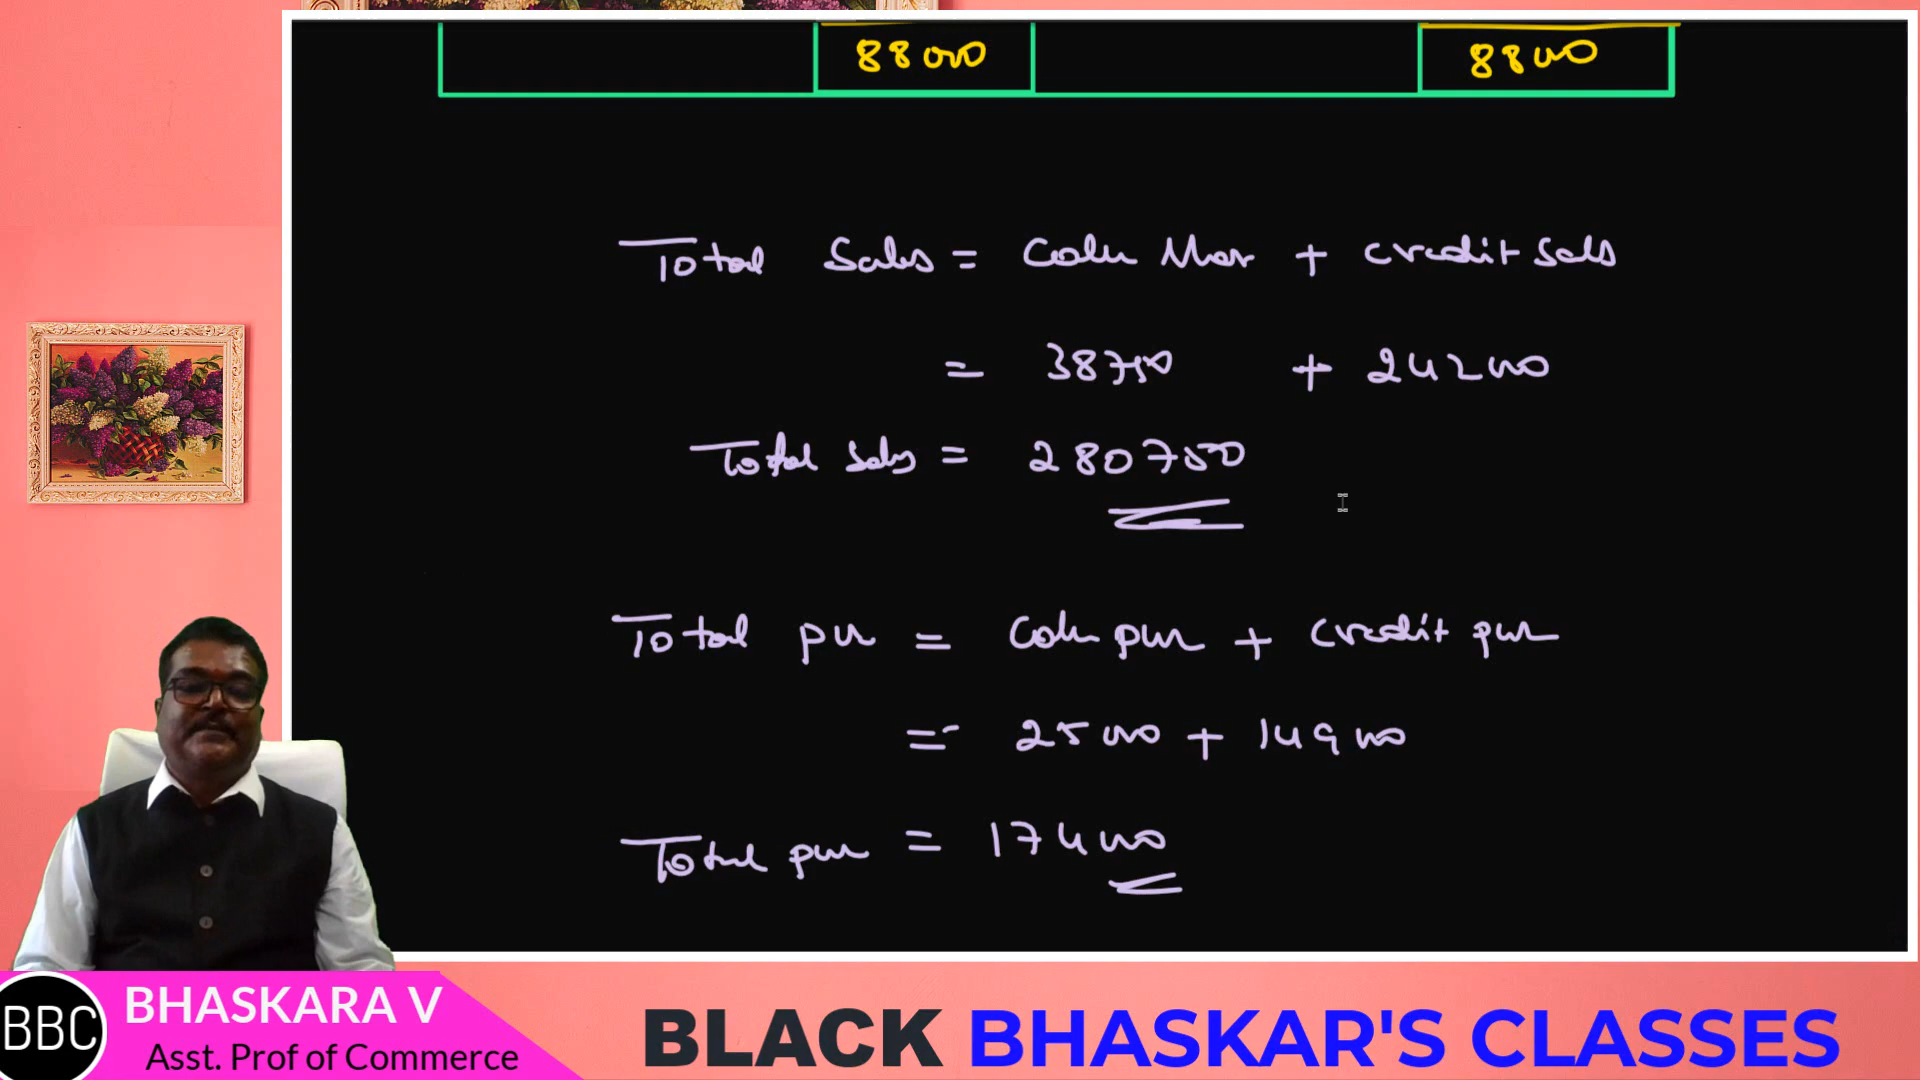 88000 88000
Total Sales = Cash Sales + credit sales
= 38750 + 242000
Total Sales = 280750
Total pur = Cash pur + credit pur
= 25000 + 149000
Total pur = 174000
BBC
BHASKARA V
Asst. Prof of Commerce
BLACK BHASKAR'S CLASSES